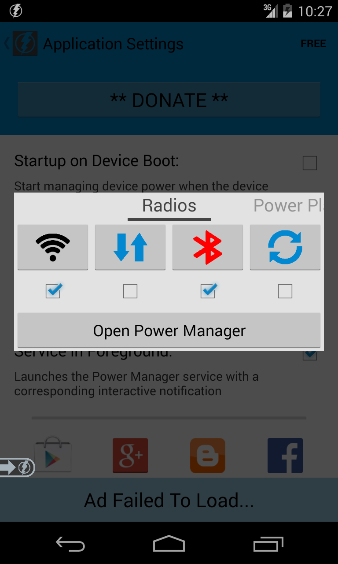 3G 10:27
Application Settings FREE
** DONATE **
Startup on Device Boot:
Start managing device power when the device
Radios Power Pl
Open Power Manager
Service in Foreground:
Launches the Power Manager service with a
corresponding interactive notification
g+
Ad Failed To Load...